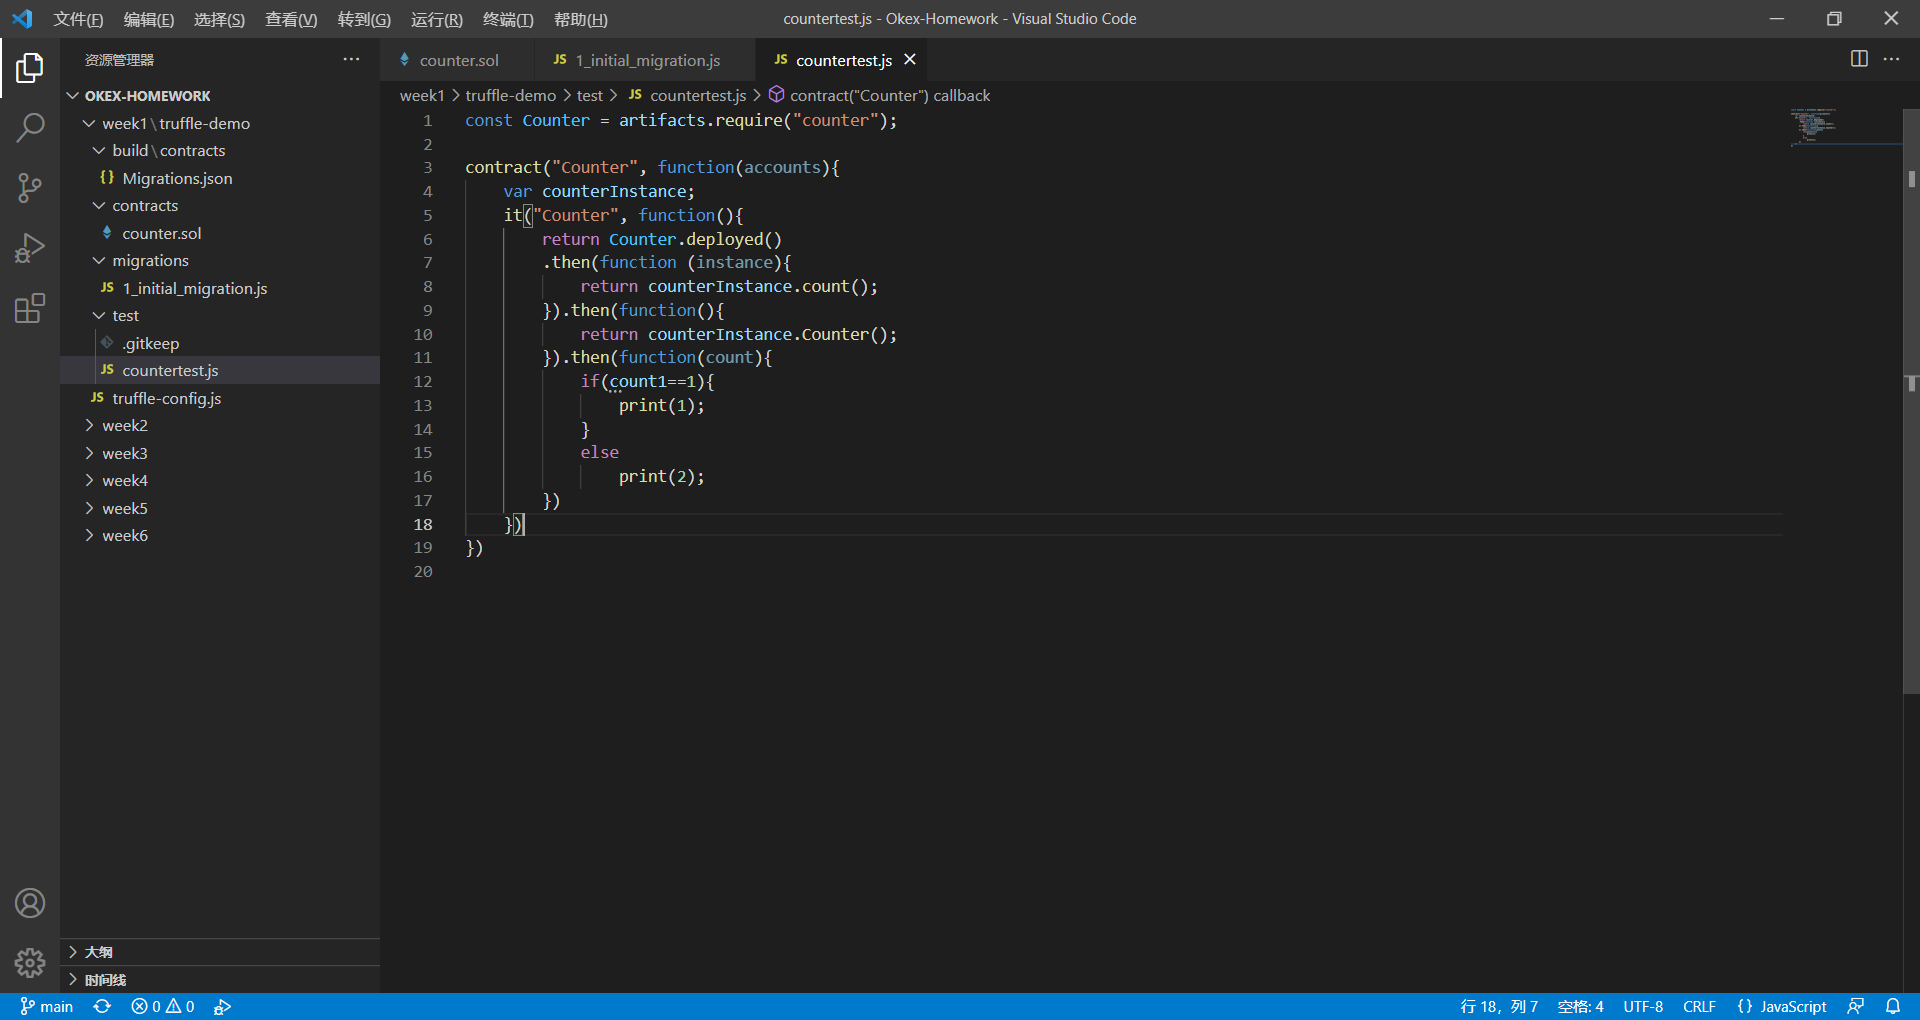 文件(F) 编辑(E) 选择(S) 查看(V) 转到(G) 运行(R) 终端(T) 帮助(H) countertest.js - Okex-Homework - Visual Studio Code
资源管理器
OKEX-HOMEWORK
week1\truffle-demo
build\contracts
{} Migrations.json
contracts
counter.sol
migrations
JS 1_initial_migration.js
test
.gitkeep
JS countertest.js
JS truffle-config.js
week2
week3
week4
week5
week6
大纲
时间线
counter.sol JS 1_initial_migration.js JS countertest.js
week1 > truffle-demo > test > JS countertest.js > contract("Counter") callback
1 const Counter = artifacts.require("counter");
2
3 contract("Counter", function(accounts){
4 var counterInstance;
5 it("Counter", function(){
6 return Counter.deployed()
7 .then(function (instance){
8 return counterInstance.count();
9 }).then(function(){
10 return counterInstance.Counter();
11 }).then(function(count){
12 if(count1==1){
13 print(1);
14 }
15 else
16 print(2);
17 })
18 })
19 })
20
main 0 0 行 18，列 7 空格: 4 UTF-8 CRLF {} JavaScript